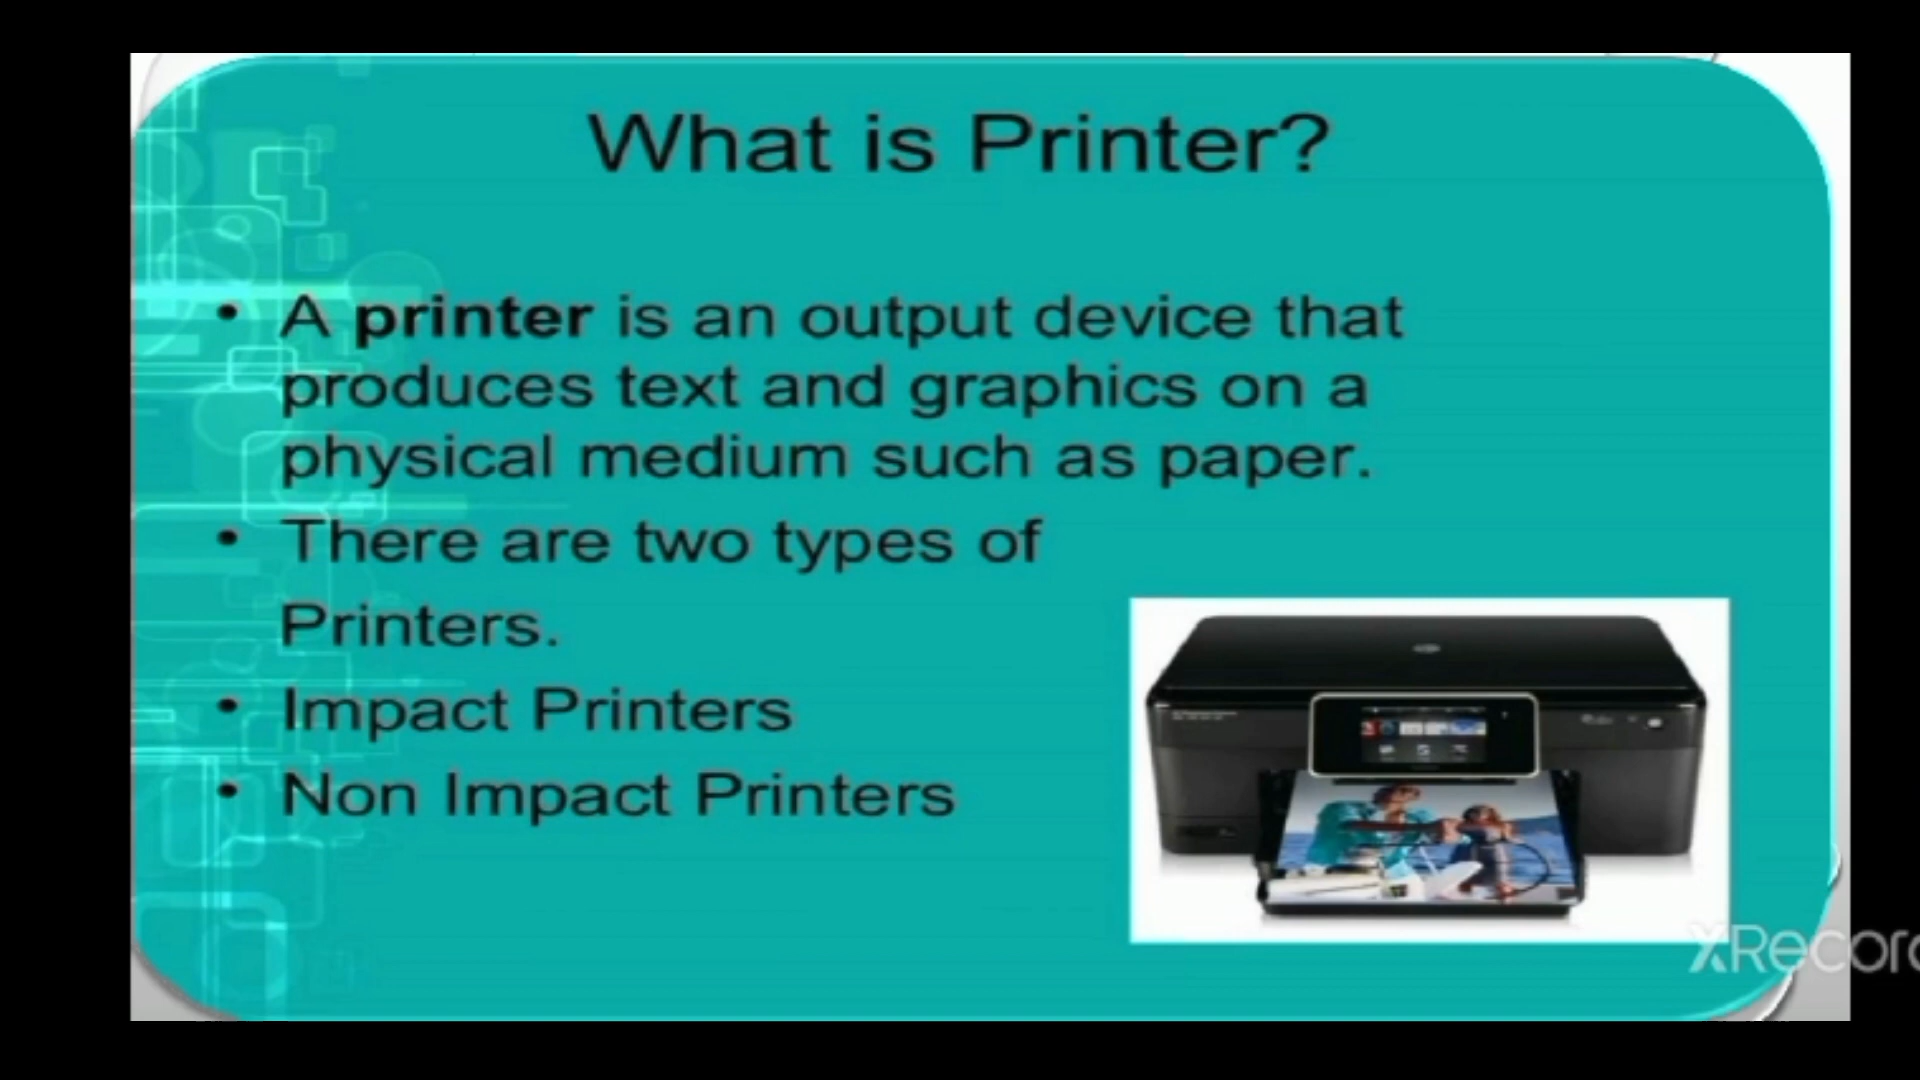 What is Printer?
• A printer is an output device that
produces text and graphics on a
physical medium such as paper.
• There are two types of
Printers.
• Impact Printers
• Non Impact Printers
XRecor